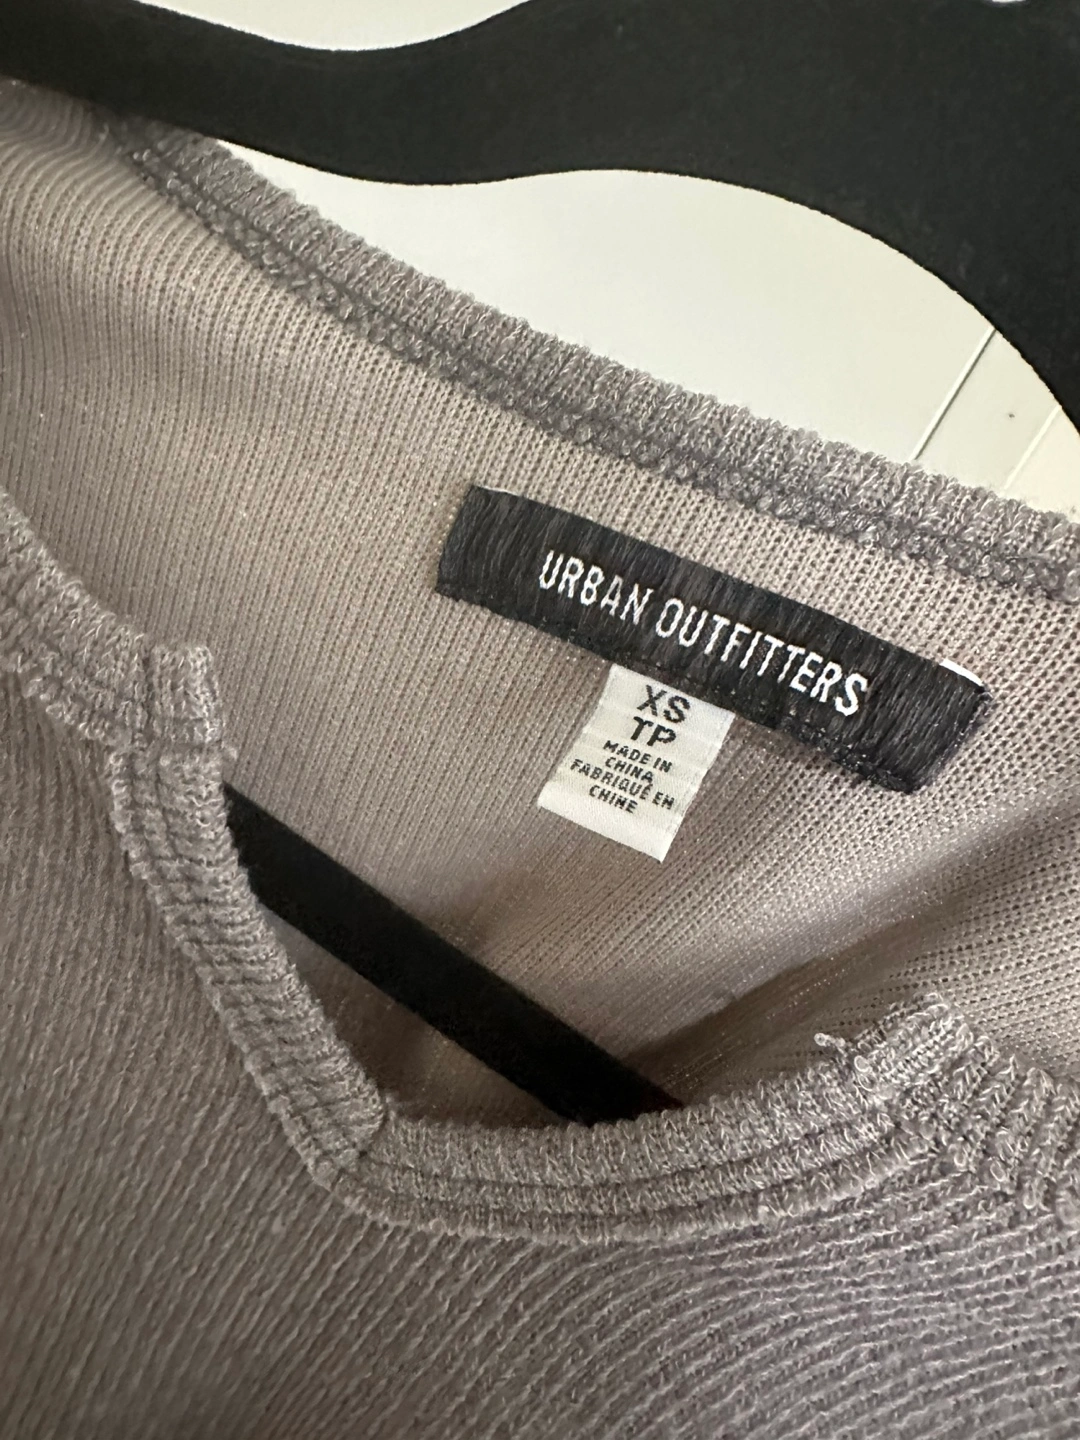 URBAN OUTFITTERS
XS
TP
MADE IN
CHINA
FABRIQUÉ EN
CHINE